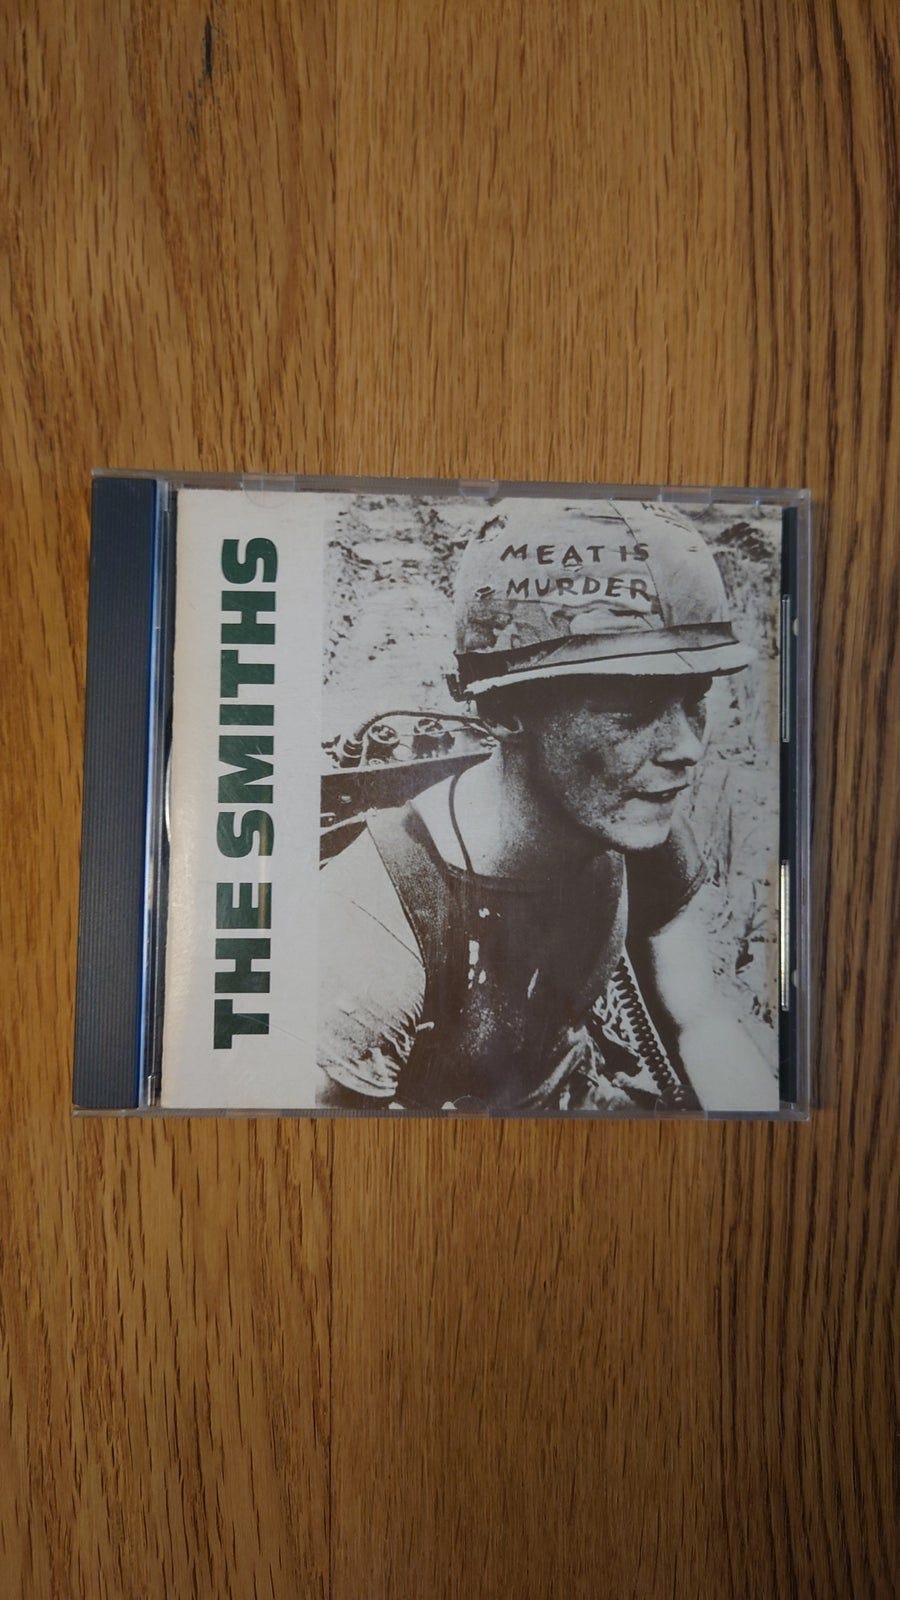 THE SMITHS
MEAT IS
MURDER